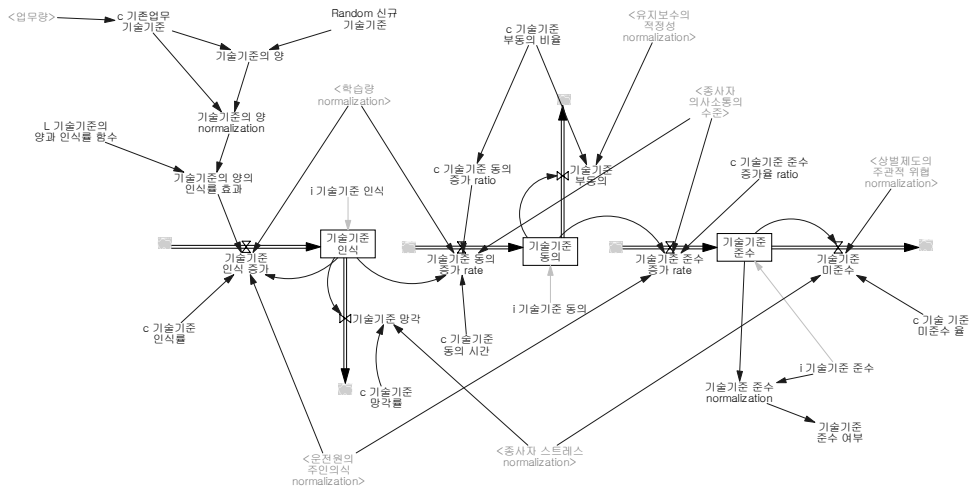 <업무량>
c 기존업무
기술기준
Random 신규
기술기준
기술기준의 양
c 기술기준
부동의 비율
<유지보수의
적정성
normalization>
<학습량
normalization>
<종사자
의사소통의
수준>
기술기준의 양
normalization
L 기술기준의
양과 인식률 함수
기술기준의 양의
인식률 효과
i 기술기준 인식
c 기술기준 동의
증가 ratio
기술기준
부동의
c 기술기준 준수
증가율 ratio
<상벌제도의
주관적 위협
normalization>
기술기준
인식 증가
기술기준
인식
기술기준 동의
증가 rate
기술기준
동의
기술기준 준수
증가 rate
기술기준
준수
기술기준
미준수
c 기술기준
인식률
기술기준 망각
i 기술기준 동의
c 기술기준
동의 시간
c 기술 기준
미준수 율
c 기술기준
망각률
i 기술기준 준수
기술기준 준수
normalization
기술기준
준수 여부
<운전원의
주인의식
normalization>
<종사자 스트레스
normalization>